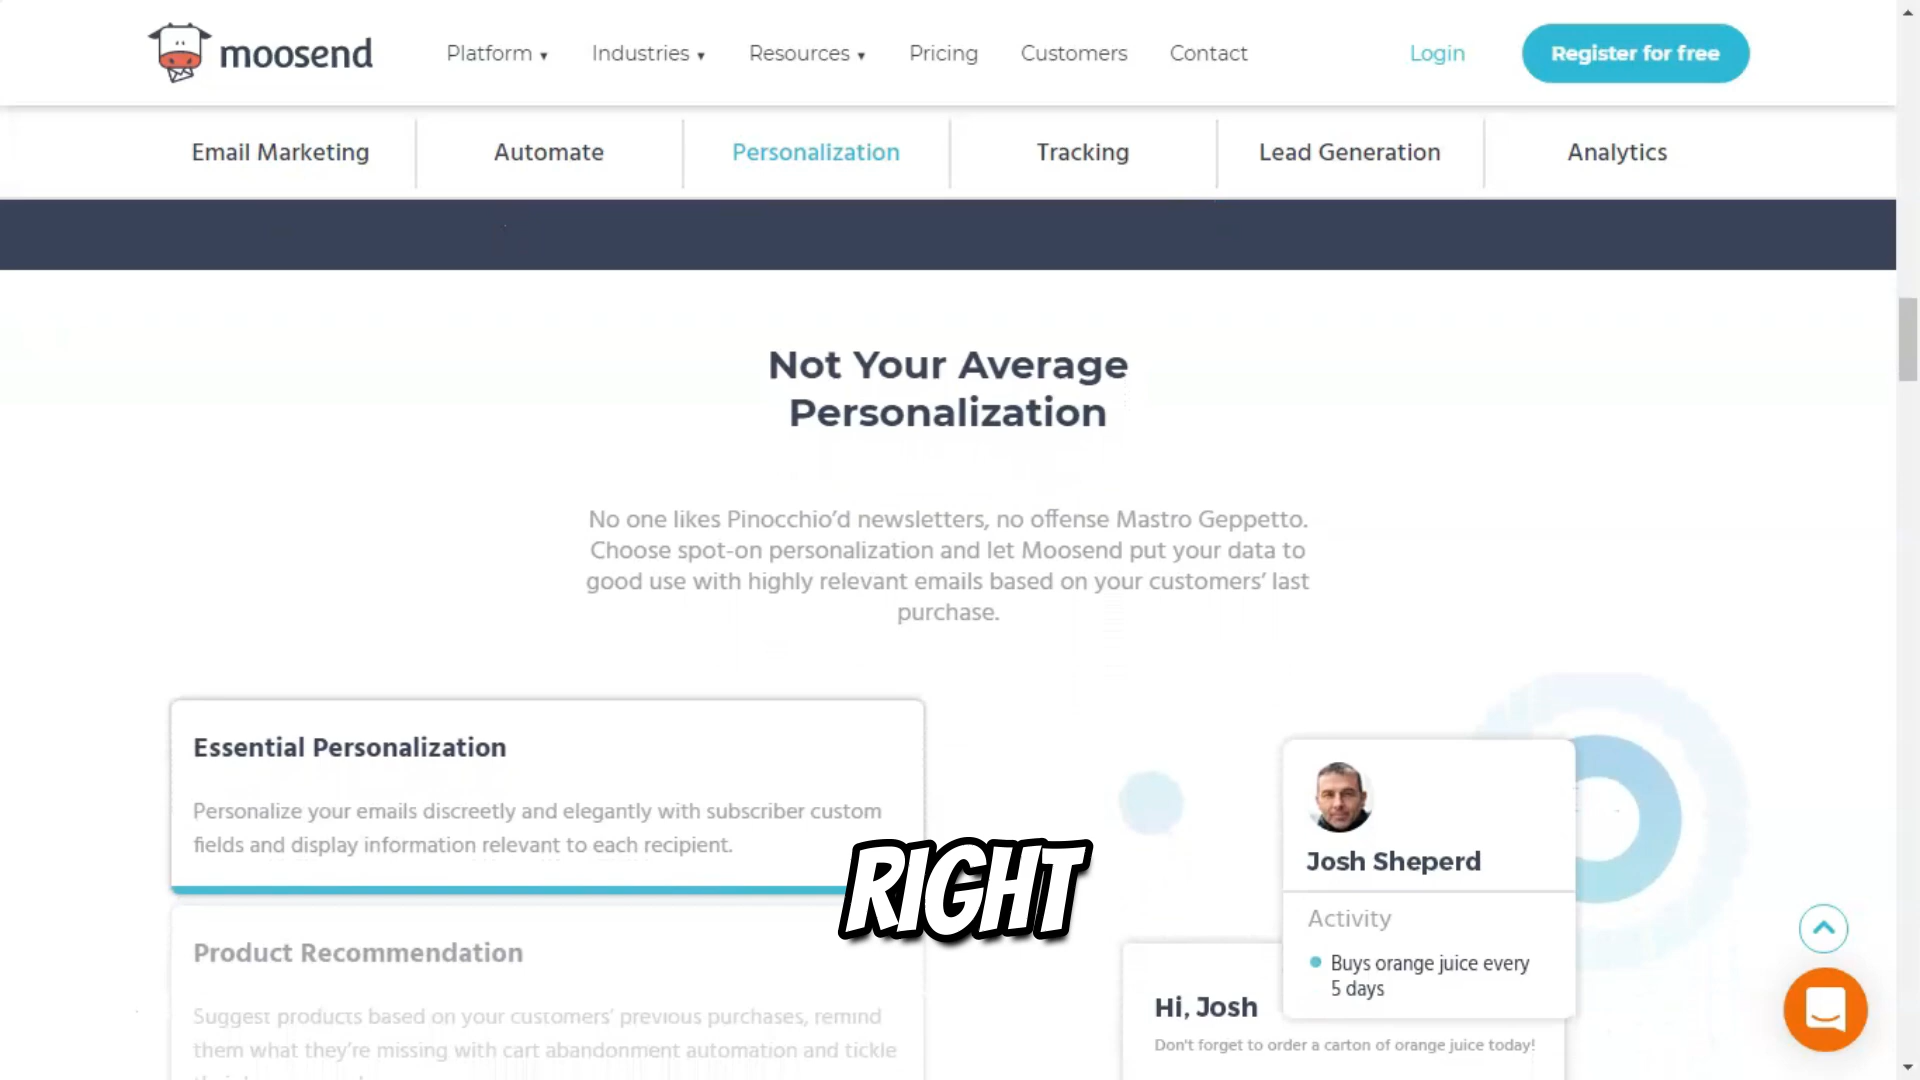 moosend
Platform ▾ Industries ▾ Resources ▾ Pricing Customers Contact Login Register for free
Email Marketing Automate Personalization Tracking Lead Generation Analytics
Not Your Average
Personalization
No one likes Pinocchio’d newsletters, no offense Mastro Geppetto.
Choose spot-on personalization and let Moosend put your data to
good use with highly relevant emails based on your customers’ last
purchase.
Essential Personalization
Personalize your emails discreetly and elegantly with subscriber custom
fields and display information relevant to each recipient.
RIGHT
Product Recommendation
Suggest products based on your customers’ previous purchases, remind
them what they’re missing with cart abandonment automation and tickle
Josh Sheperd
Activity
Buys orange juice every
5 days
Hi, Josh
Don't forget to order a carton of orange juice today!